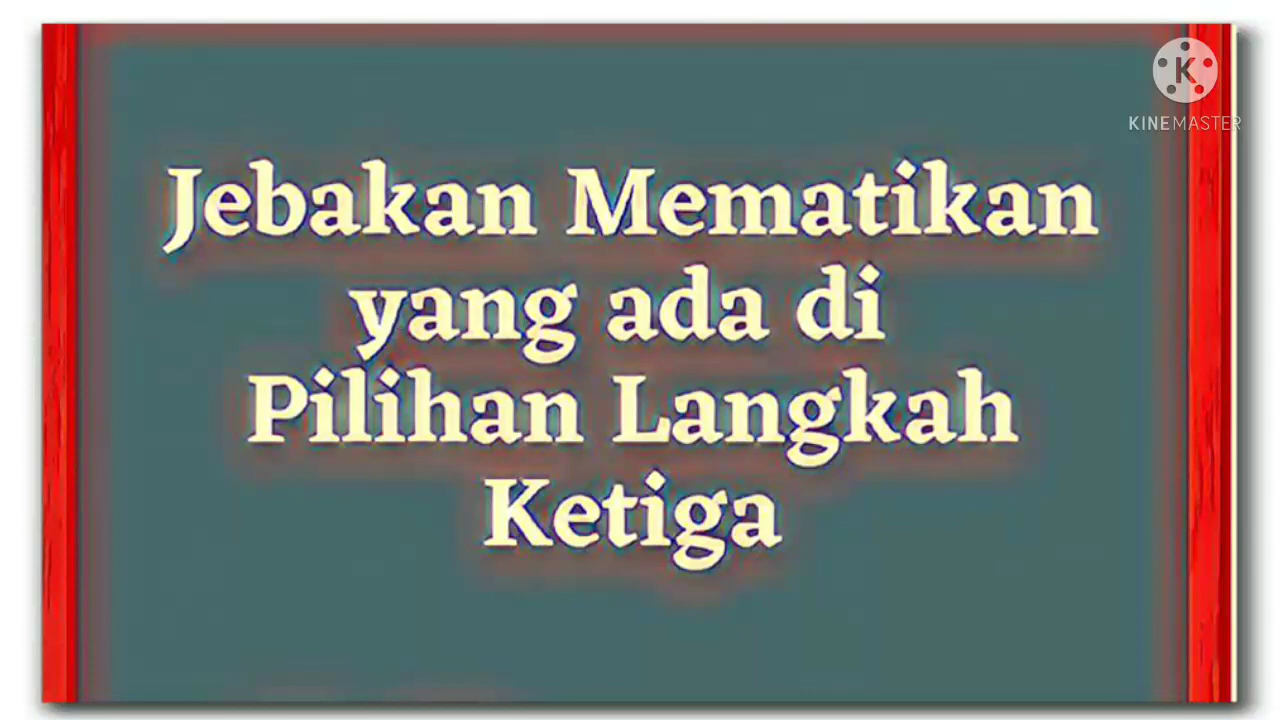 K
KINEMASTER
Jebakan Mematikan
yang ada di
Pilihan Langkah
Ketiga